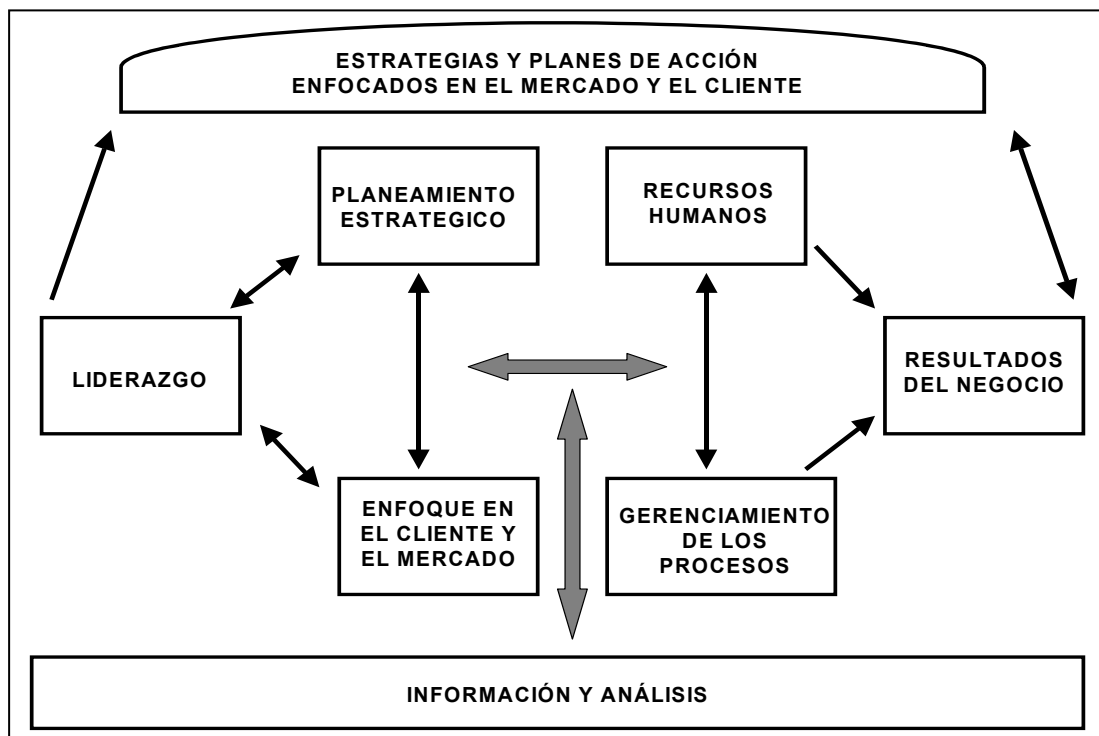 ESTRATEGIAS Y PLANES DE ACCIÓN
ENFOCADOS EN EL MERCADO Y EL CLIENTE
PLANEAMIENTO
ESTRATEGICO
RECURSOS
HUMANOS
LIDERAZGO
RESULTADOS
DEL NEGOCIO
ENFOQUE EN
EL CLIENTE Y
EL MERCADO
GERENCIAMIENTO
DE LOS
PROCESOS
INFORMACIÓN Y ANÁLISIS